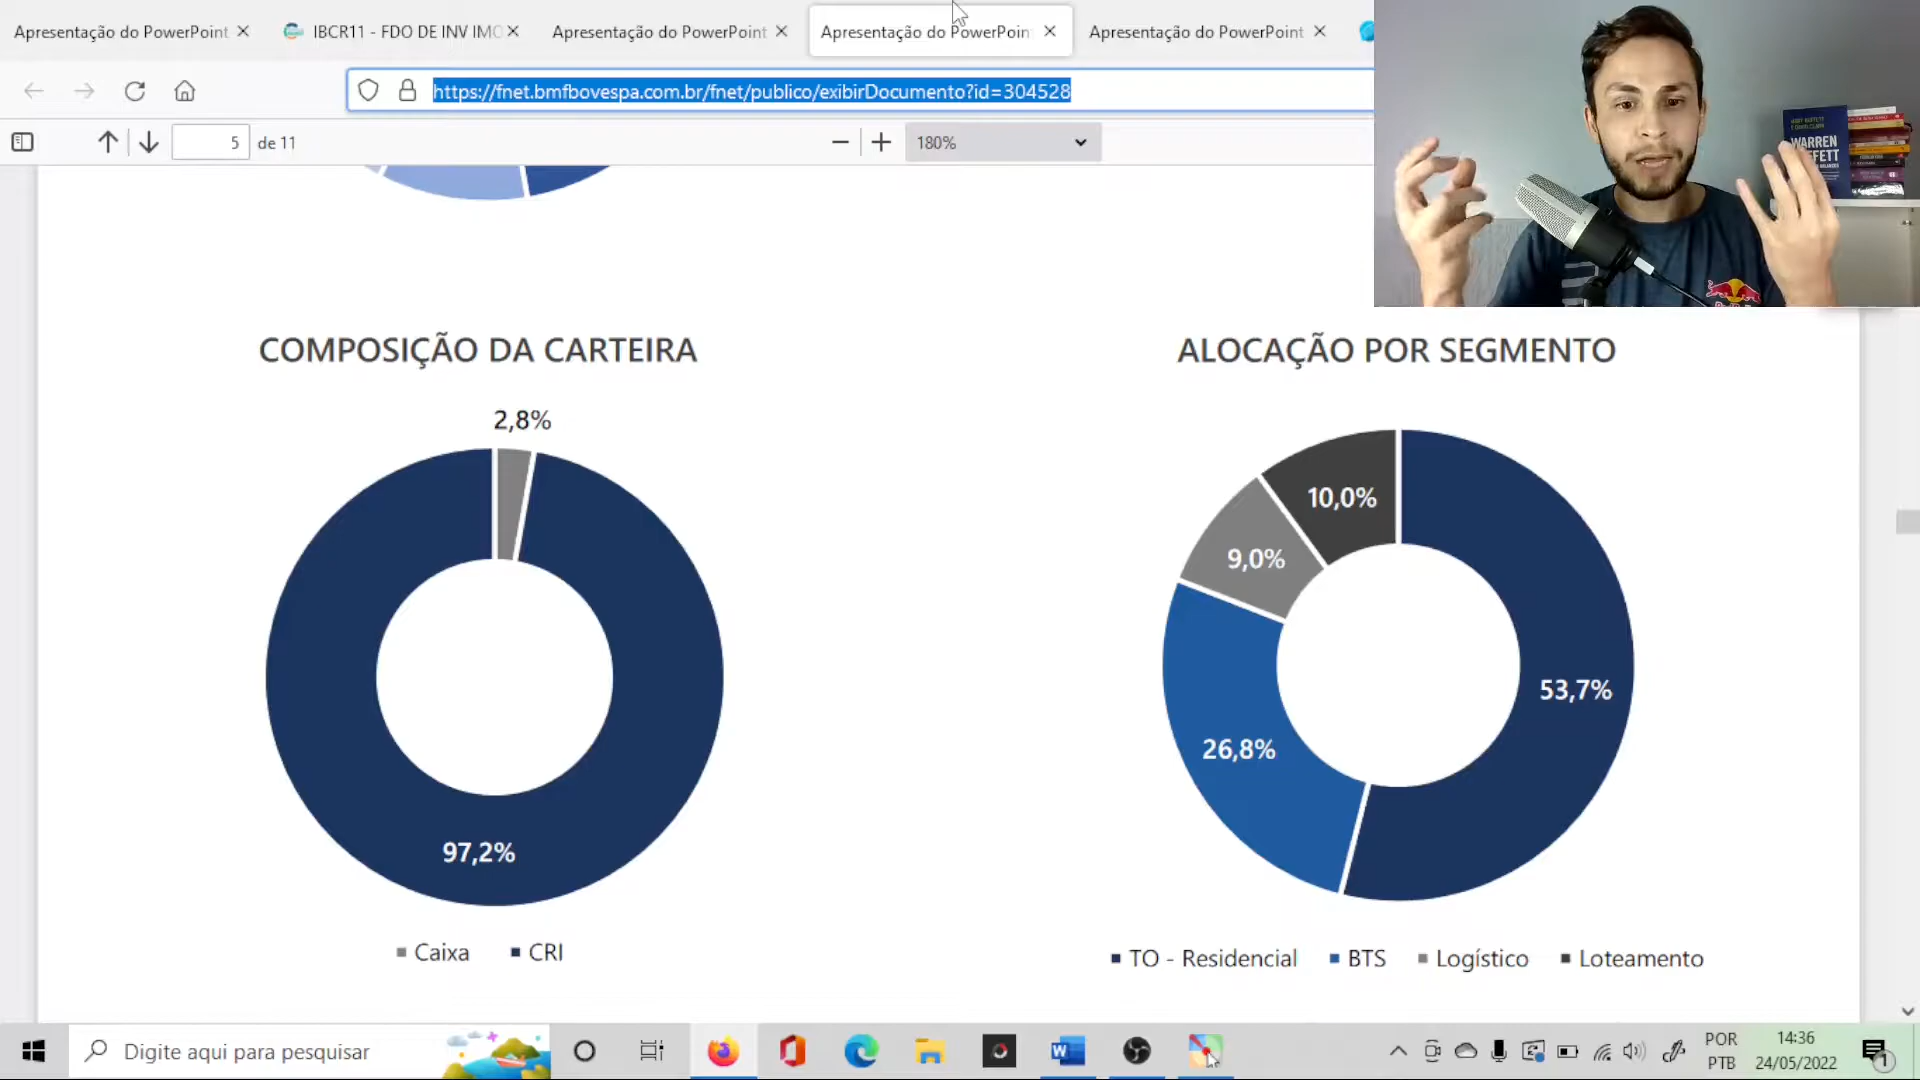 Apresentação do PowerPoint
IBCR11 - FDO DE INV IMO
Apresentação do PowerPoint
Apresentação do PowerPoin
Apresentação do PowerPoint
https://fnet.bmfbovespa.com.br/fnet/publico/exibirDocumento?id=304528
5 de 11
180%
WARREN
COMPOSIÇÃO DA CARTEIRA
2,8%
97,2%
Caixa
CRI
ALOCAÇÃO POR SEGMENTO
10,0%
9,0%
53,7%
26,8%
TO - Residencial
BTS
Logístico
Loteamento
Digite aqui para pesquisar
POR
PTB
14:36
24/05/2022
1